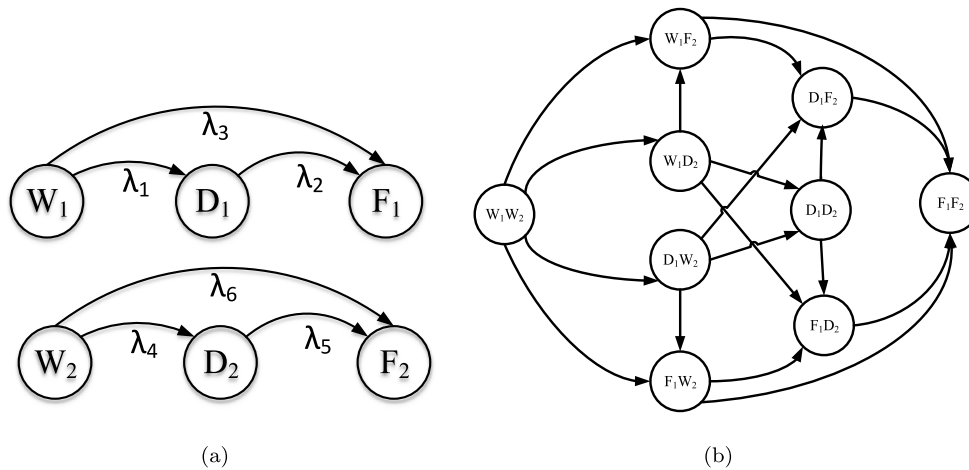 λ₃
λ₁
λ₂
W₁
D₁
F₁
λ₆
λ₄
λ₅
W₂
D₂
F₂
(a)
W₁F₂
D₁F₂
W₁D₂
W₁W₂
D₁D₂
F₁F₂
D₁W₂
F₁D₂
F₁W₂
(b)